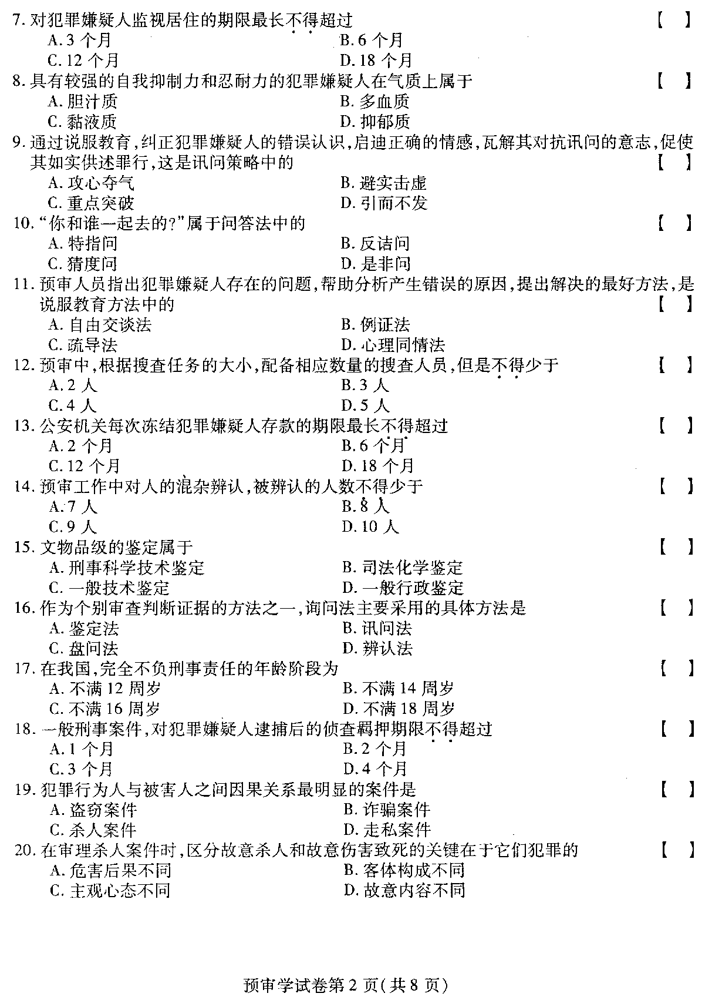 7. 对犯罪嫌疑人监视居住的期限最长不得超过 【 】
A. 3 个月 B. 6 个月
C. 12 个月 D. 18 个月
8. 具有较强的自我抑制力和忍耐力的犯罪嫌疑人在气质上属于 【 】
A. 胆汁质 B. 多血质
C. 黏液质 D. 抑郁质
9. 通过说服教育,纠正犯罪嫌疑人的错误认识,启迪正确的情感,瓦解其对抗讯问的意志,促使
其如实供述罪行,这是讯问策略中的 【 】
A. 攻心夺气 B. 避实击虚
C. 重点突破 D. 引而不发
10. “你和谁一起去的?”属于问答法中的 【 】
A. 特指问 B. 反诘问
C. 猜度问 D. 是非问
11. 预审人员指出犯罪嫌疑人存在的问题,帮助分析产生错误的原因,提出解决的最好方法,是
说服教育方法中的 【 】
A. 自由交谈法 B. 例证法
C. 疏导法 D. 心理同情法
12. 预审中,根据搜查任务的大小,配备相应数量的搜查人员,但是不得少于 【 】
A. 2 人 B. 3 人
C. 4 人 D. 5 人
13. 公安机关每次冻结犯罪嫌疑人存款的期限最长不得超过 【 】
A. 2 个月 B. 6 个月
C. 12 个月 D. 18 个月
14. 预审工作中对人的混杂辨认,被辨认的人数不得少于 【 】
A. 7 人 B. 8 人
C. 9 人 D. 10 人
15. 文物品级的鉴定属于 【 】
A. 刑事科学技术鉴定 B. 司法化学鉴定
C. 一般技术鉴定 D. 一般行政鉴定
16. 作为个别审查判断证据的方法之一,询问法主要采用的具体方法是 【 】
A. 鉴定法 B. 讯问法
C. 盘问法 D. 辨认法
17. 在我国,完全不负刑事责任的年龄阶段为 【 】
A. 不满 12 周岁 B. 不满 14 周岁
C. 不满 16 周岁 D. 不满 18 周岁
18. 一般刑事案件,对犯罪嫌疑人逮捕后的侦查羁押期限不得超过 【 】
A. 1 个月 B. 2 个月
C. 3 个月 D. 4 个月
19. 犯罪行为人与被害人之间因果关系最明显的案件是 【 】
A. 盗窃案件 B. 诈骗案件
C. 杀人案件 D. 走私案件
20. 在审理杀人案件时,区分故意杀人和故意伤害致死的关键在于它们犯罪的 【 】
A. 危害后果不同 B. 客体构成不同
C. 主观心态不同 D. 故意内容不同
预审学试卷第 2 页(共 8 页)